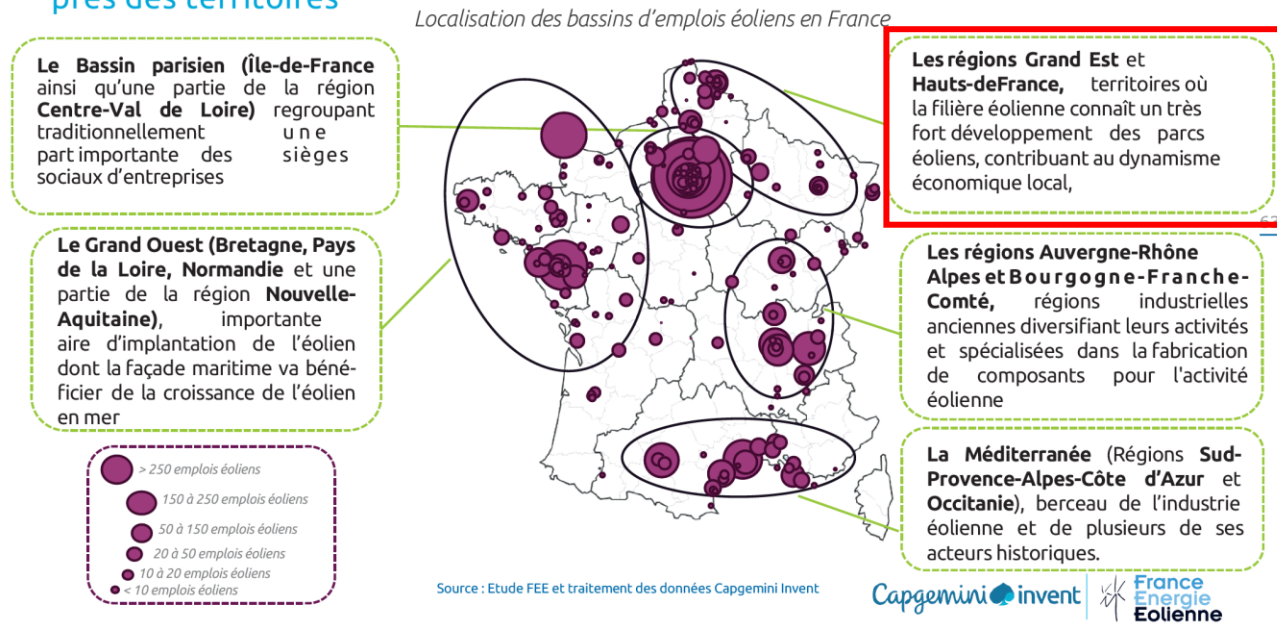 près des territoires
Localisation des bassins d’emplois éoliens en France
Le Bassin parisien (Île-de-France
ainsi qu’une partie de la région
Centre-Val de Loire) regroupant
traditionnellement une
part importante des sièges
sociaux d’entreprises
Le Grand Ouest (Bretagne, Pays
de la Loire, Normandie et une
partie de la région Nouvelle-
Aquitaine), importante
aire d’implantation de l’éolien
dont la façade maritime va béné-
ficier de la croissance de l’éolien
en mer
> 250 emplois éoliens
150 à 250 emplois éoliens
50 à 150 emplois éoliens
20 à 50 emplois éoliens
10 à 20 emplois éoliens
< 10 emplois éoliens
Les régions Grand Est et
Hauts-deFrance, territoires où
la filière éolienne connaît un très
fort développement des parcs
éoliens, contribuant au dynamisme
économique local,
Les régions Auvergne-Rhône
Alpes et Bourgogne-Franche-
Comté, régions industrielles
anciennes diversifiant leurs activités
et spécialisées dans la fabrication
de composants pour l'activité
éolienne
La Méditerranée (Régions Sud-
Provence-Alpes-Côte d’Azur et
Occitanie), berceau de l’industrie
éolienne et de plusieurs de ses
acteurs historiques.
Source : Etude FEE et traitement des données Capgemini Invent
Capgemini invent
France
Energie
Eolienne